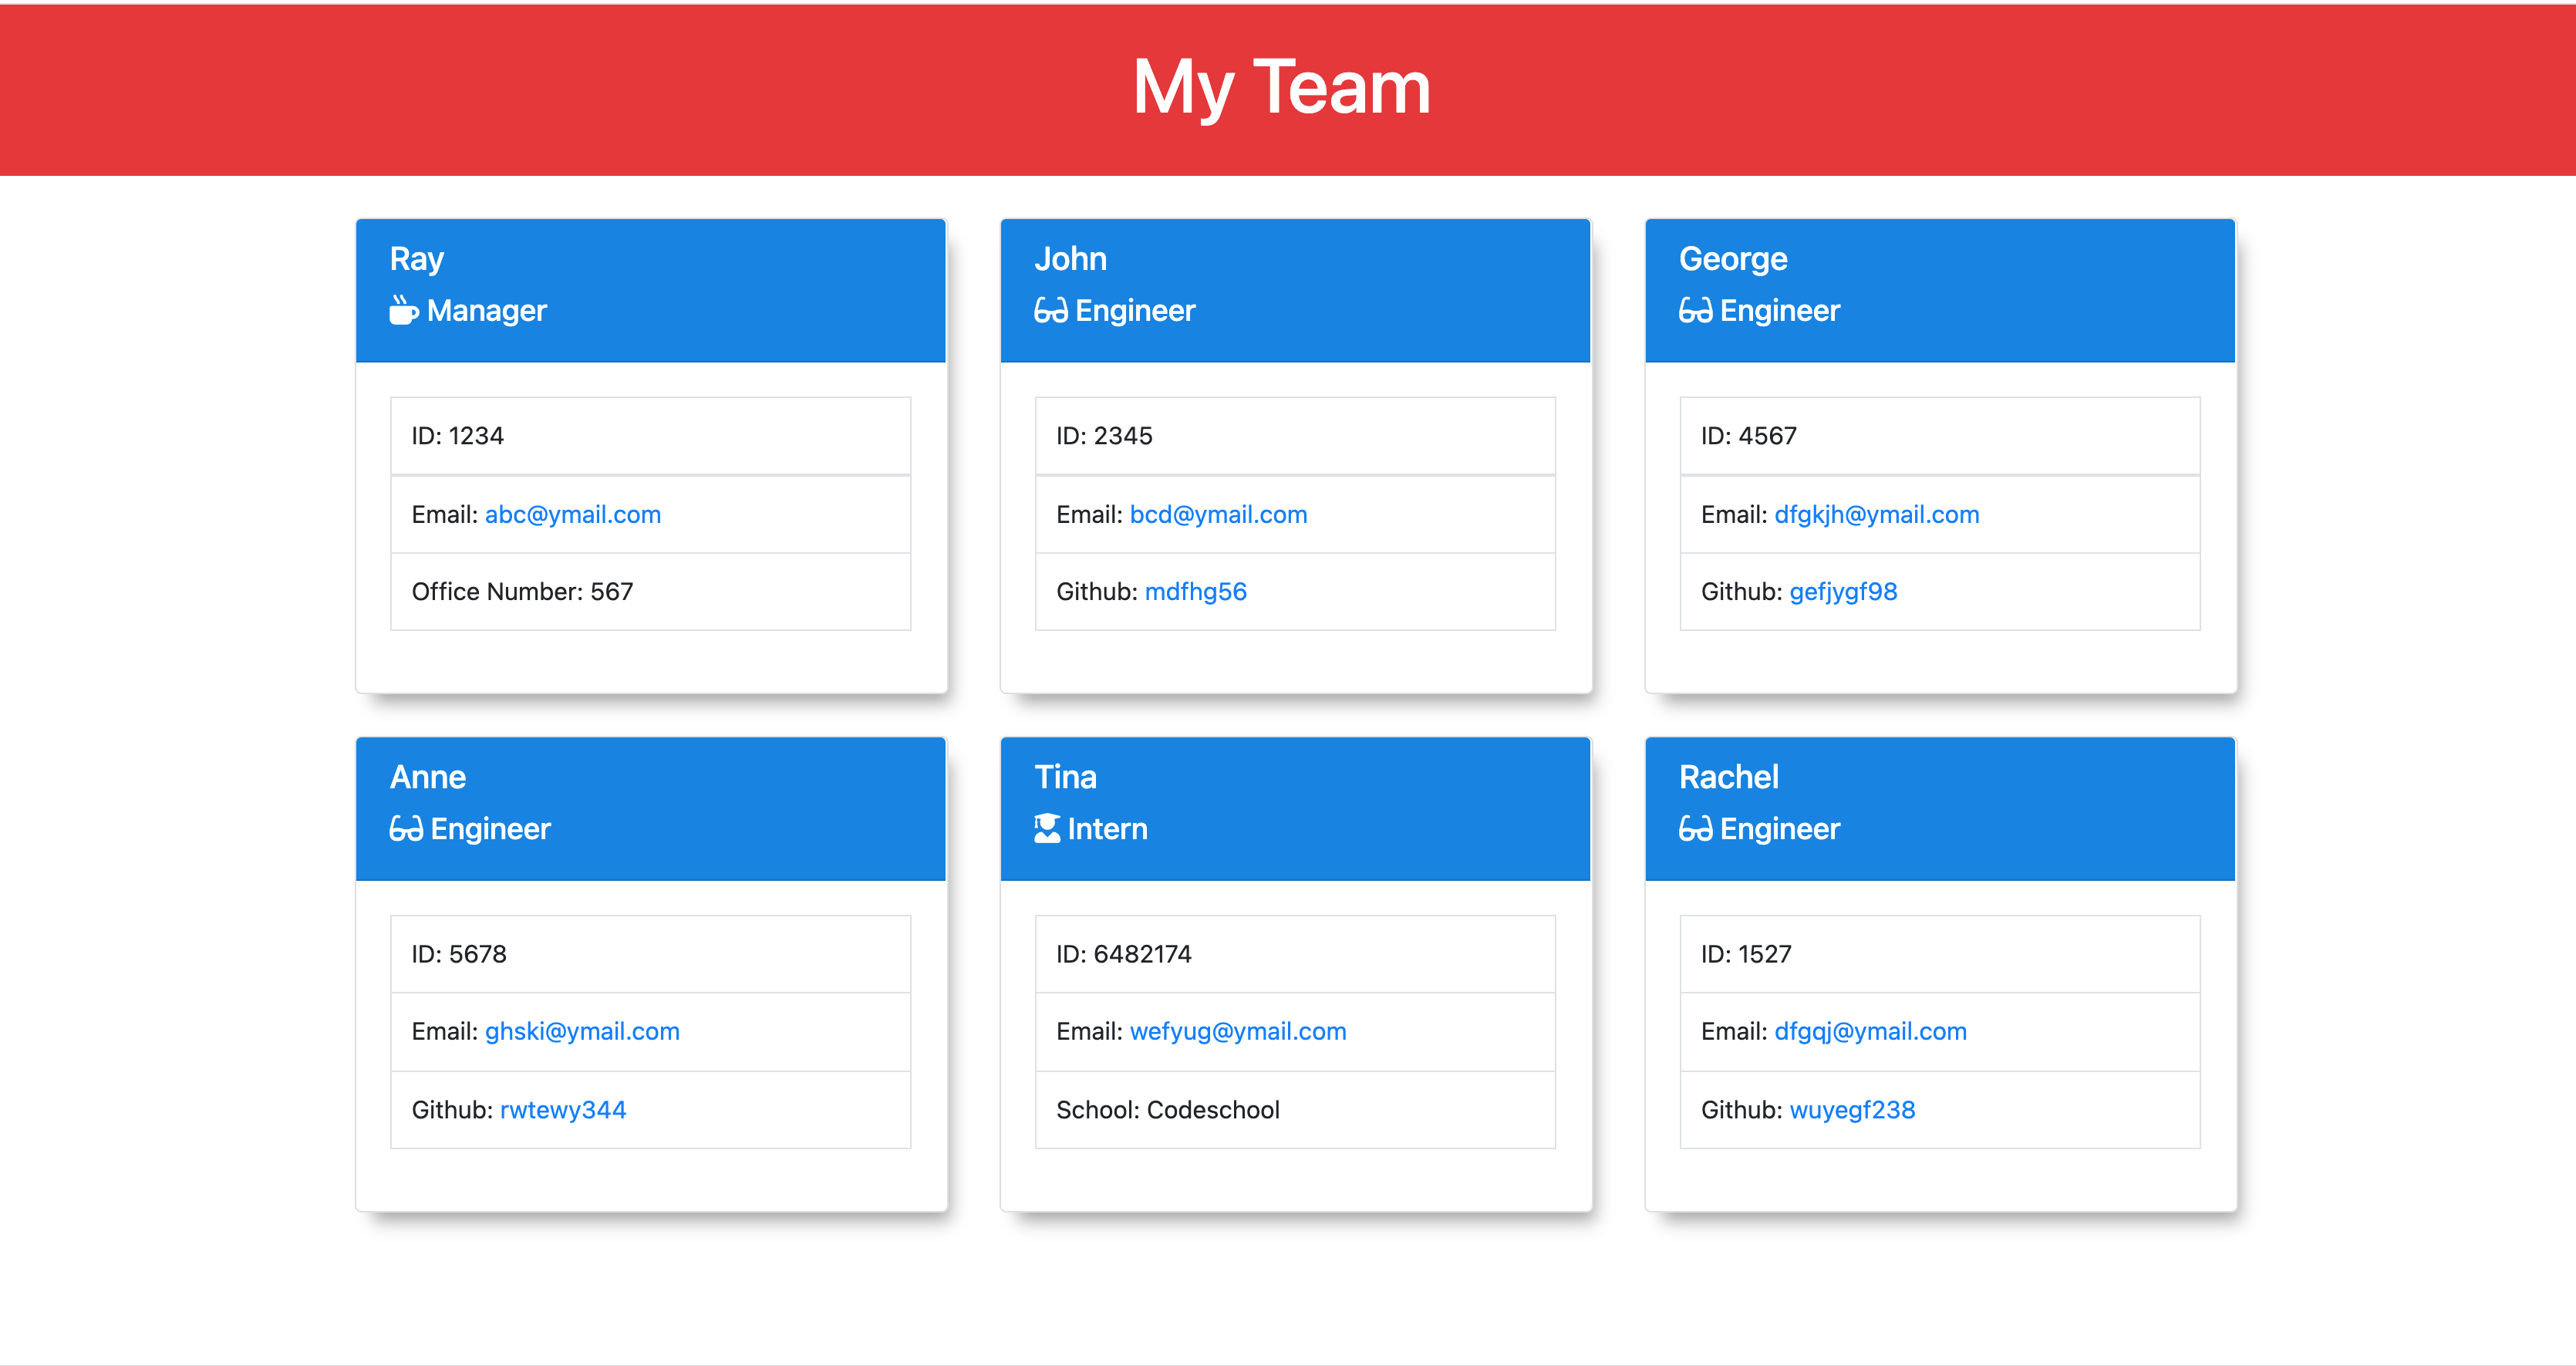 My Team
Ray
Manager
ID: 1234
Email: abc@ymail.com
Office Number: 567
John
Engineer
ID: 2345
Email: bcd@ymail.com
Github: mdfhg56
George
Engineer
ID: 4567
Email: dfgkjh@ymail.com
Github: gefjygf98
Anne
Engineer
ID: 5678
Email: ghski@ymail.com
Github: rwtewy344
Tina
Intern
ID: 6482174
Email: wefyug@ymail.com
School: Codeschool
Rachel
Engineer
ID: 1527
Email: dfgqj@ymail.com
Github: wuyegf238